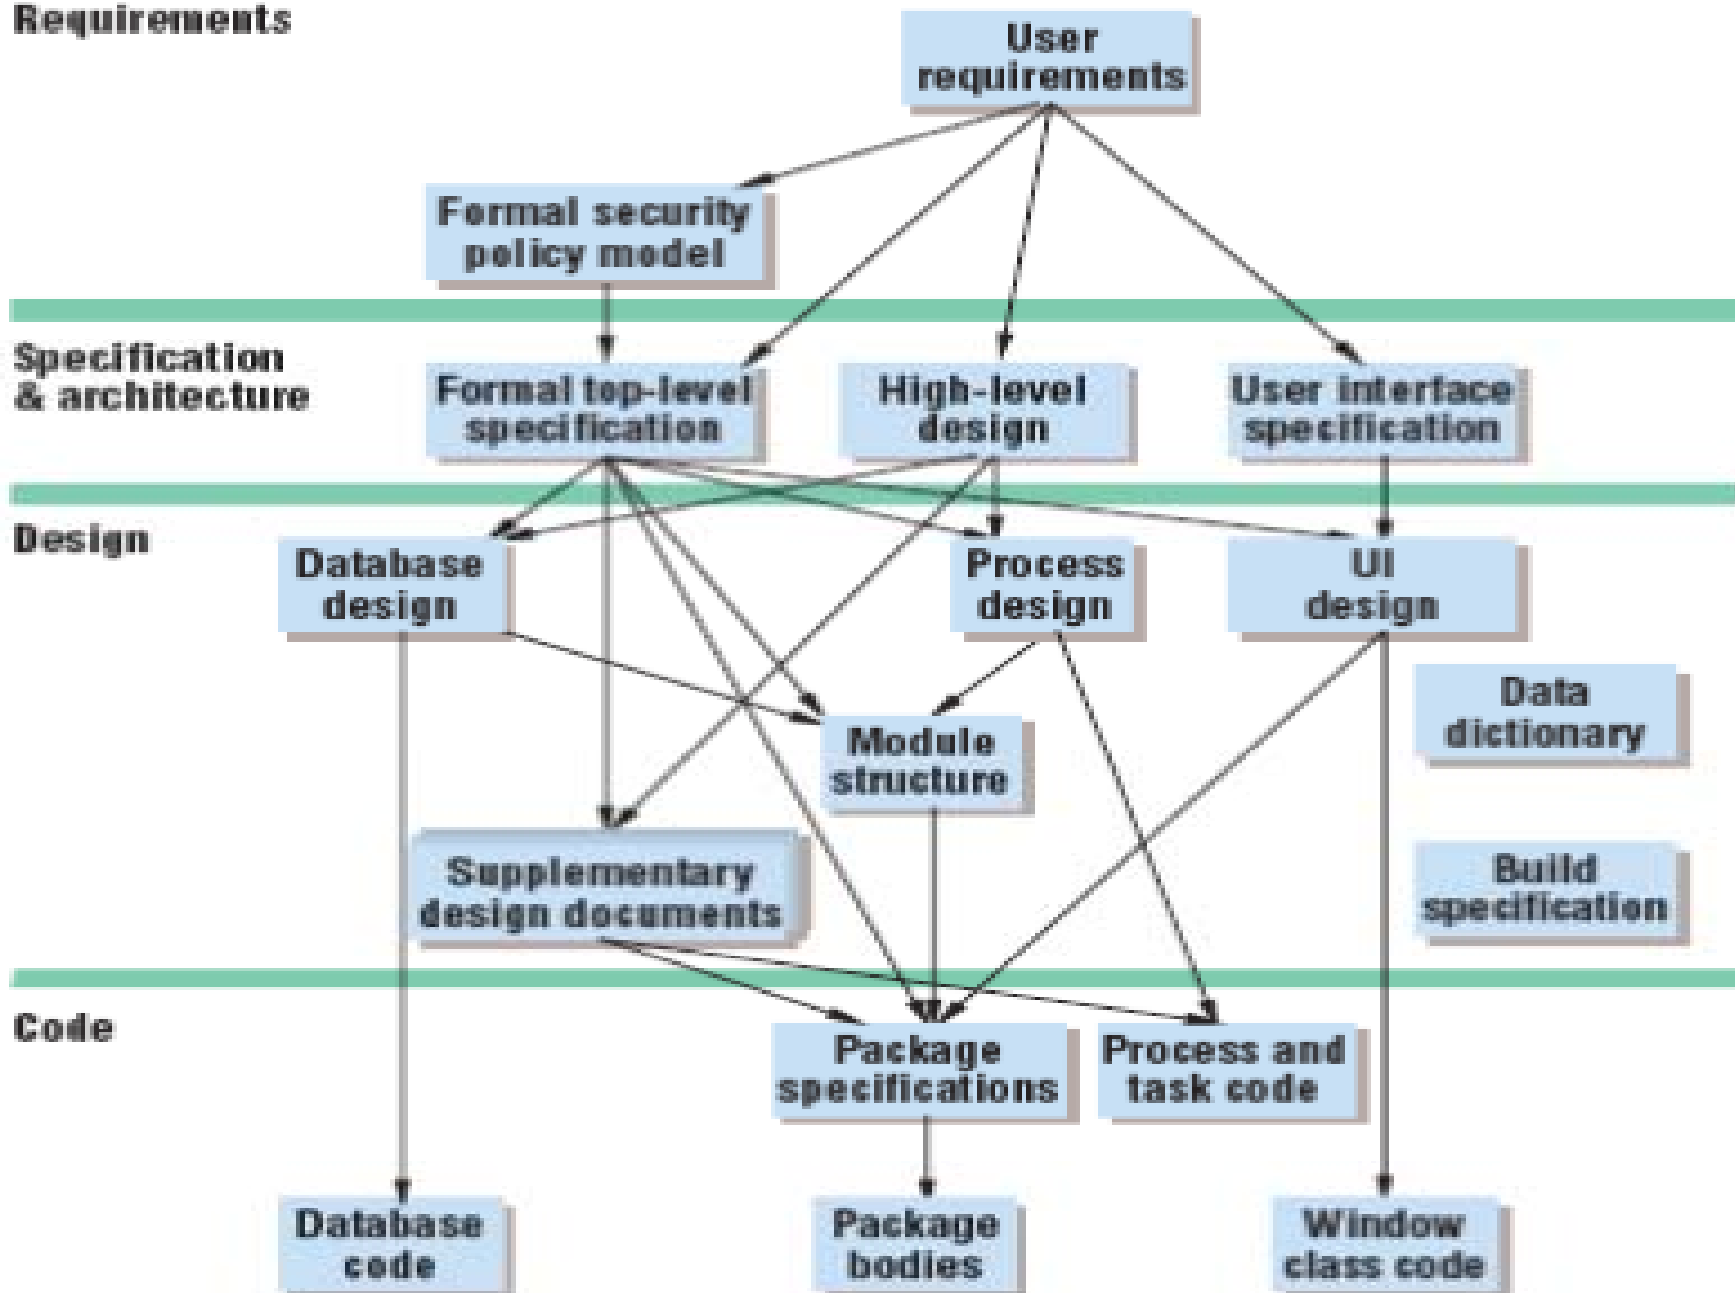 Requirements
User
requirements
Formal security
policy model
Specification
& architecture
Formal top-level
specification
High-level
design
User interface
specification
Design
Database
design
Process
design
UI
design
Data
dictionary
Module
structure
Supplementary
design documents
Build
specification
Code
Package
specifications
Process and
task code
Database
code
Package
bodies
Window
class code